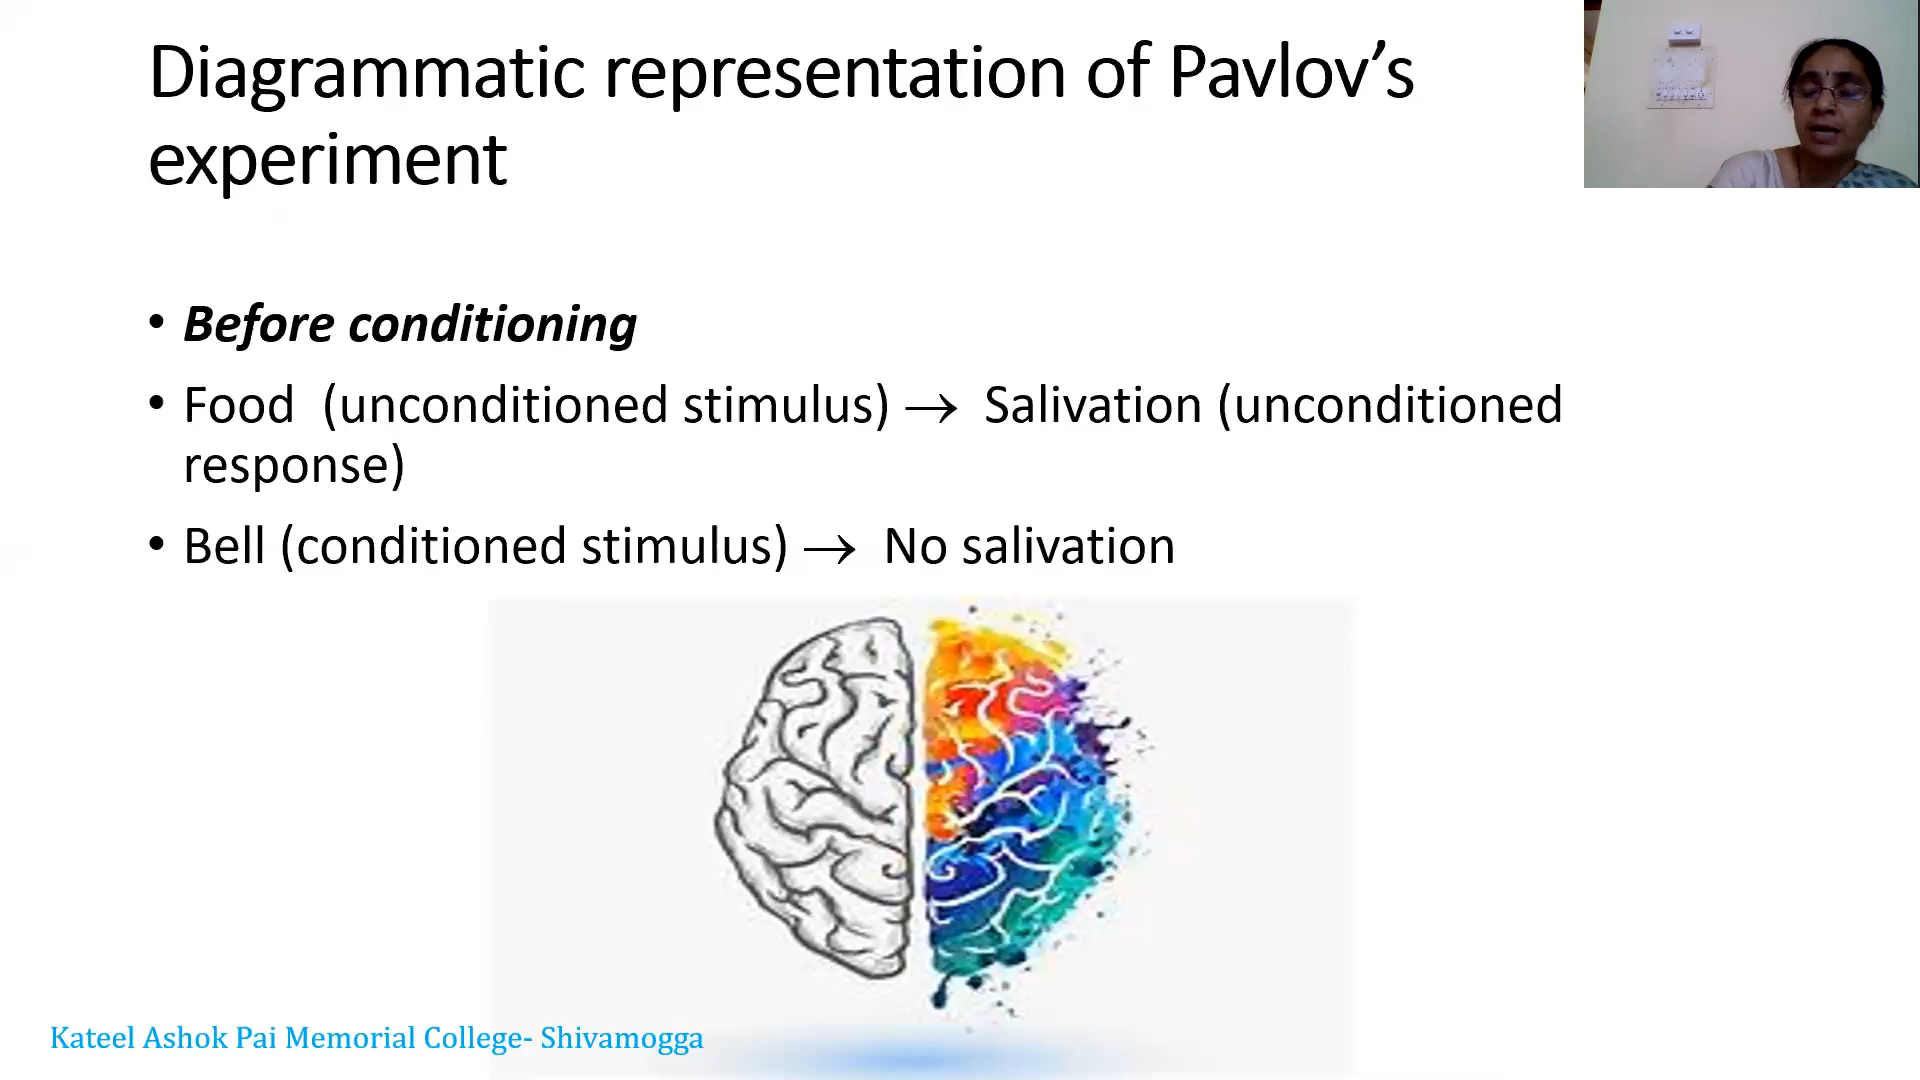 Diagrammatic representation of Pavlov’s
experiment
• Before conditioning
• Food (unconditioned stimulus) → Salivation (unconditioned
response)
• Bell (conditioned stimulus) → No salivation
Kateel Ashok Pai Memorial College- Shivamogga